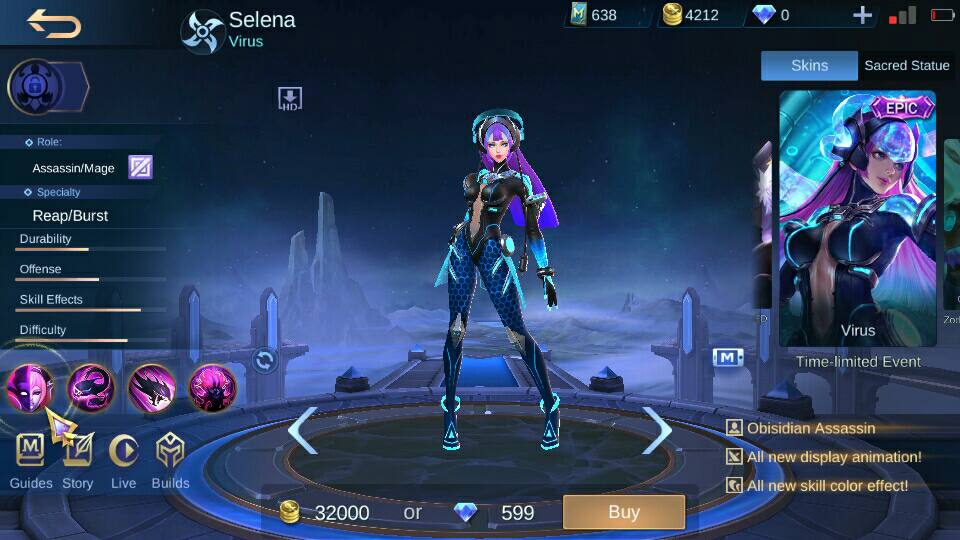 Selena
Virus
638
4212
0
Skins
Sacred Statue
HD
EPIC
Role:
Assassin/Mage
Specialty
Reap/Burst
Durability
Offense
Skill Effects
Difficulty
Virus
M
Time-limited Event
Obisidian Assassin
All new display animation!
All new skill color effect!
Guides
Story
Live
Builds
32000
or
599
Buy